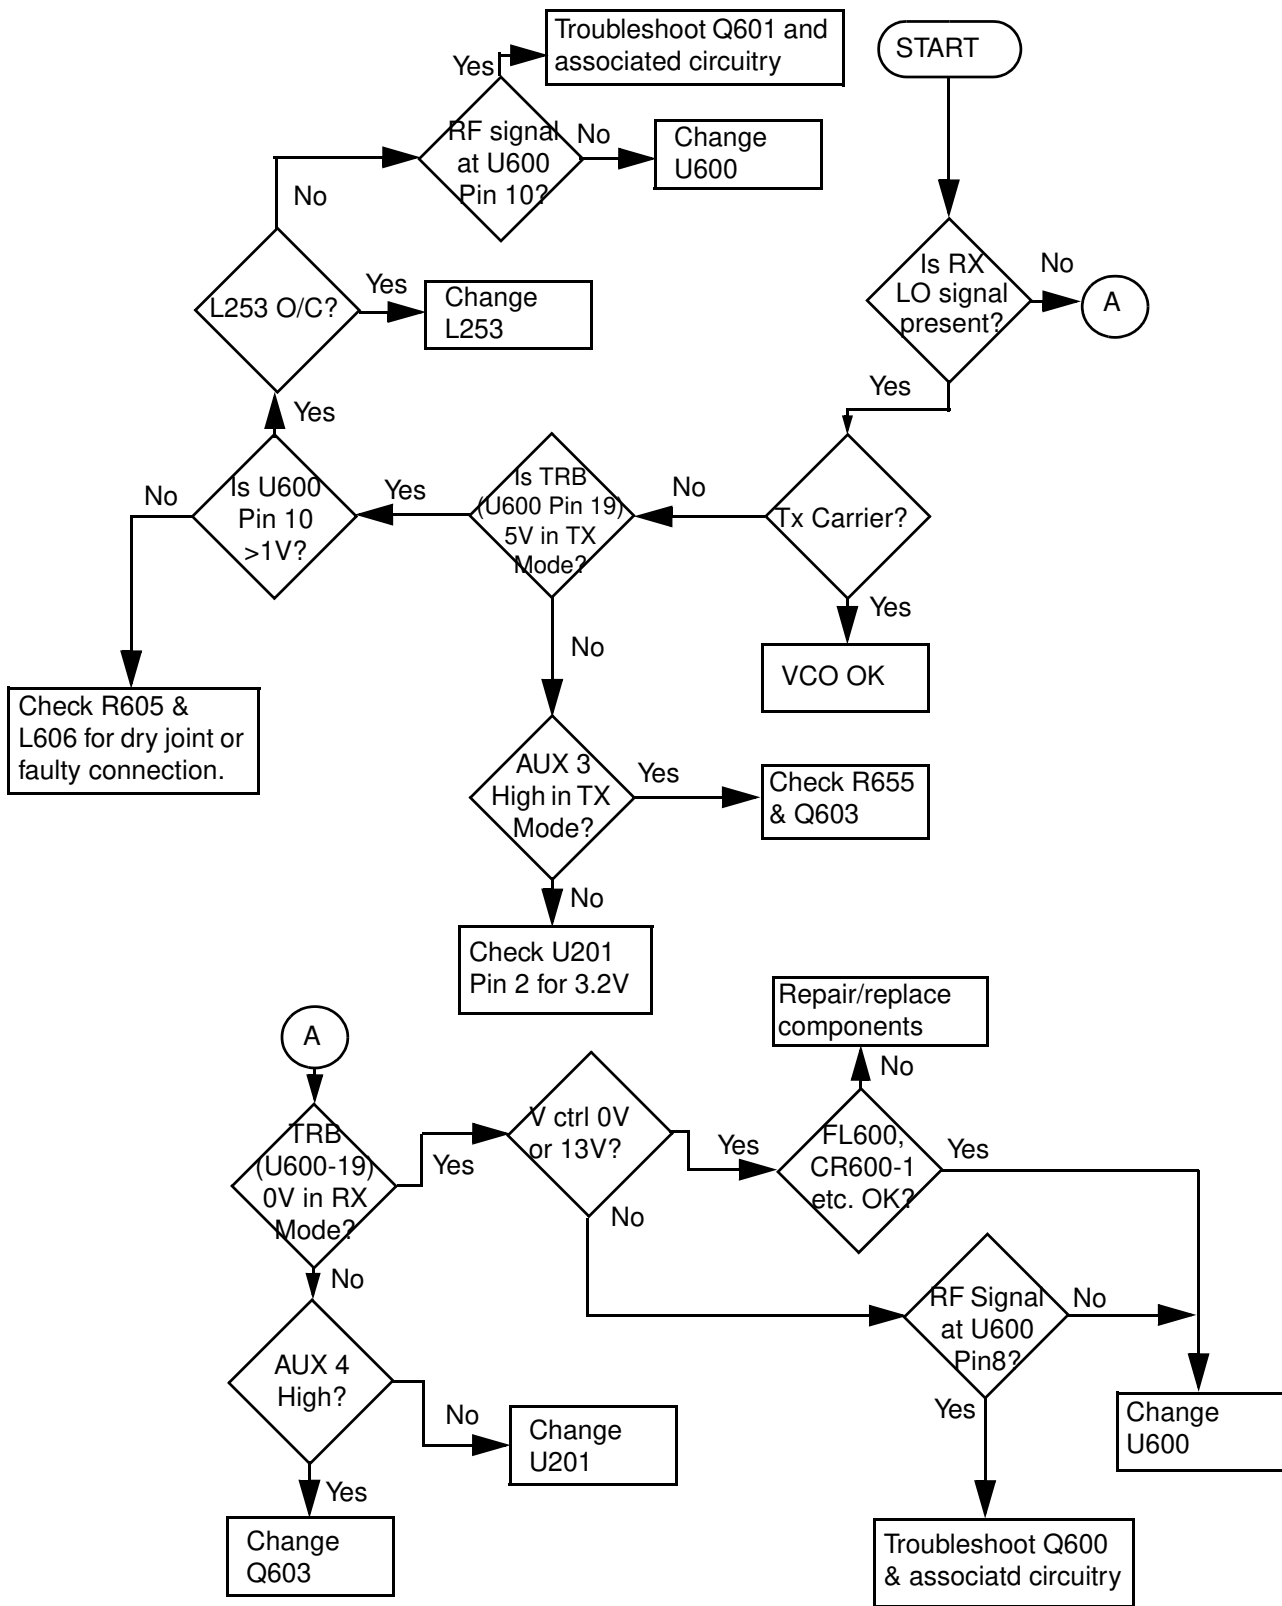 Troubleshoot Q601 and
associated circuitry
START
Yes
RF signal
at U600
Pin 10?
No
Change
U600
No
Is RX
LO signal
present?
No
A
L253 O/C?
Yes
Change
L253
Yes
Yes
Is U600
Pin 10
>1V?
No
Yes
Is TRB
(U600 Pin 19)
5V in TX
Mode?
No
Tx Carrier?
Yes
No
VCO OK
Check R605 &
L606 for dry joint or
faulty connection.
AUX 3
High in TX
Mode?
Yes
Check R655
& Q603
No
Check U201
Pin 2 for 3.2V
Repair/replace
components
A
No
V ctrl 0V
or 13V?
TRB
(U600-19)
0V in RX
Mode?
Yes
Yes
FL600,
CR600-1
etc. OK?
Yes
No
No
RF Signal
at U600
Pin8?
No
AUX 4
High?
No
Change
U201
Yes
Change
U600
Yes
Change
Q603
Troubleshoot Q600
& associatd circuitry